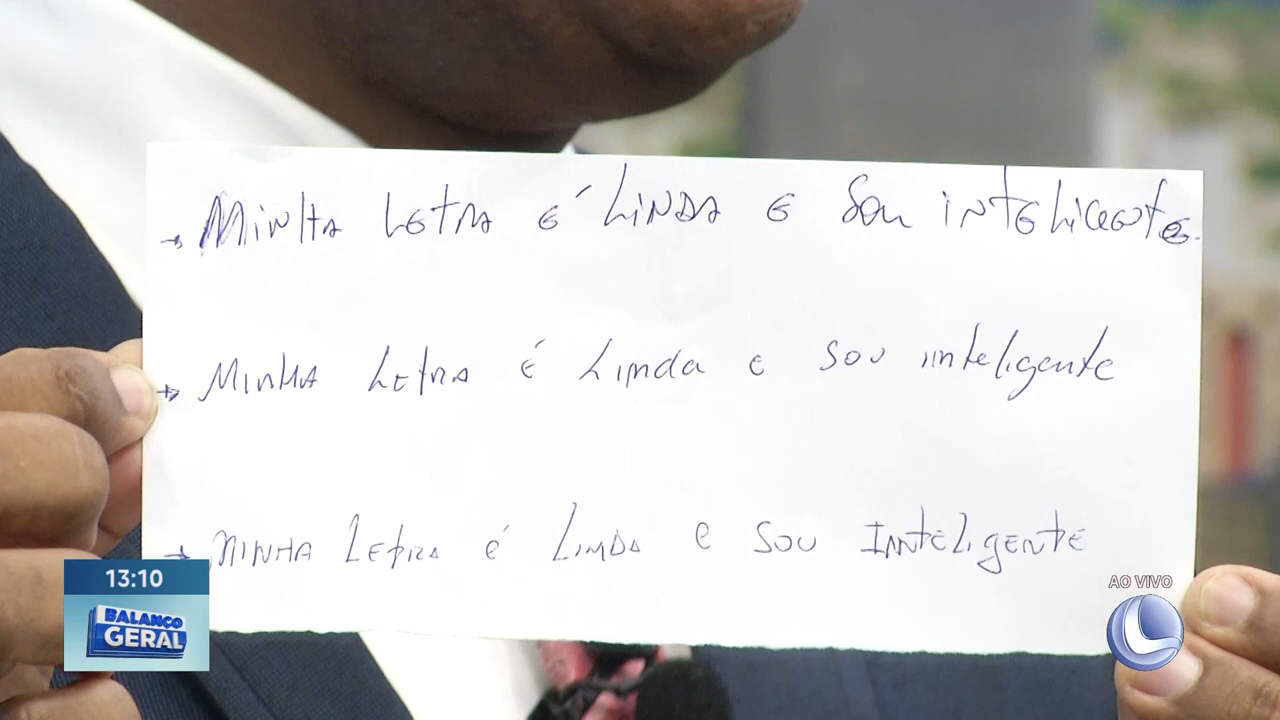 → Minha Letra é Linda e Sou inteligente.
→ Minha Letra é Linda e sou inteligente
→ Minha Letra é Linda e sou Inteligente
13:10
BALANÇO
GERAL
AO VIVO